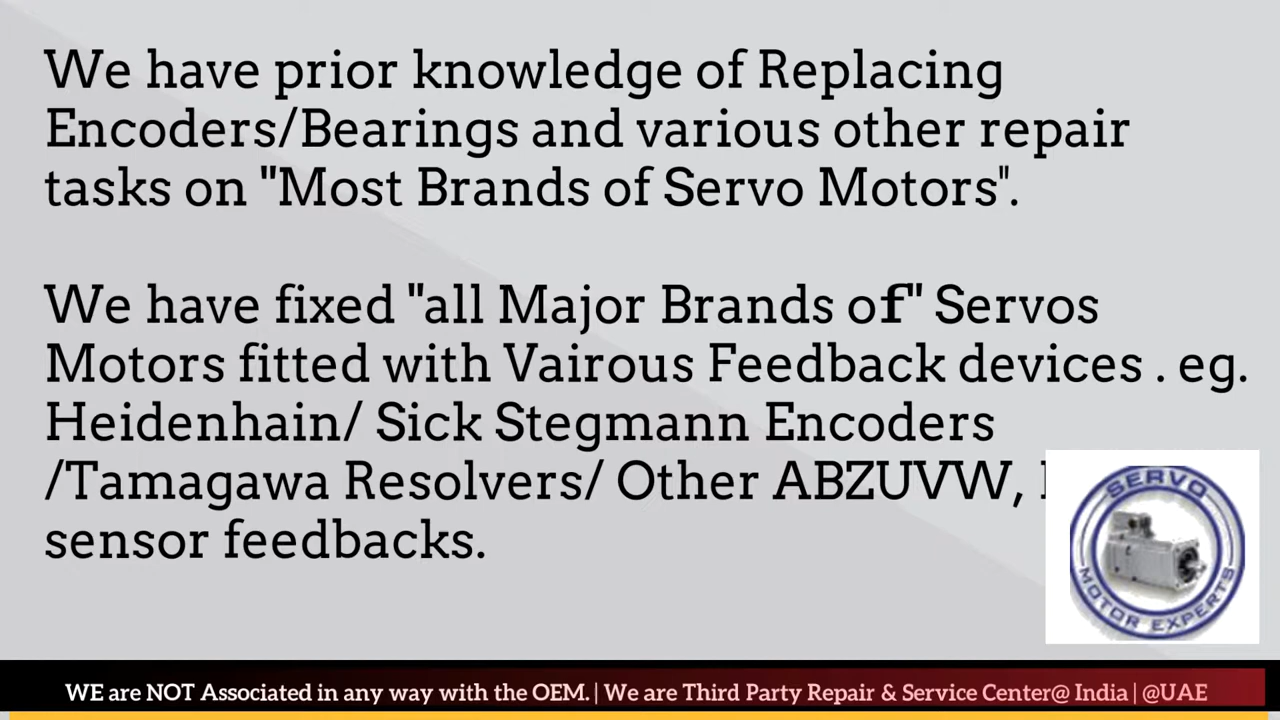 We have prior knowledge of Replacing
Encoders/Bearings and various other repair
tasks on "Most Brands of Servo Motors".
We have fixed "all Major Brands of" Servos
Motors fitted with Vairous Feedback devices . eg.
Heidenhain/ Sick Stegmann Encoders
/Tamagawa Resolvers/ Other ABZUVW,
sensor feedbacks.
SERVO
MOTOR EXPERTS
WE are NOT Associated in any way with the OEM. | We are Third Party Repair & Service Center@ India | @UAE